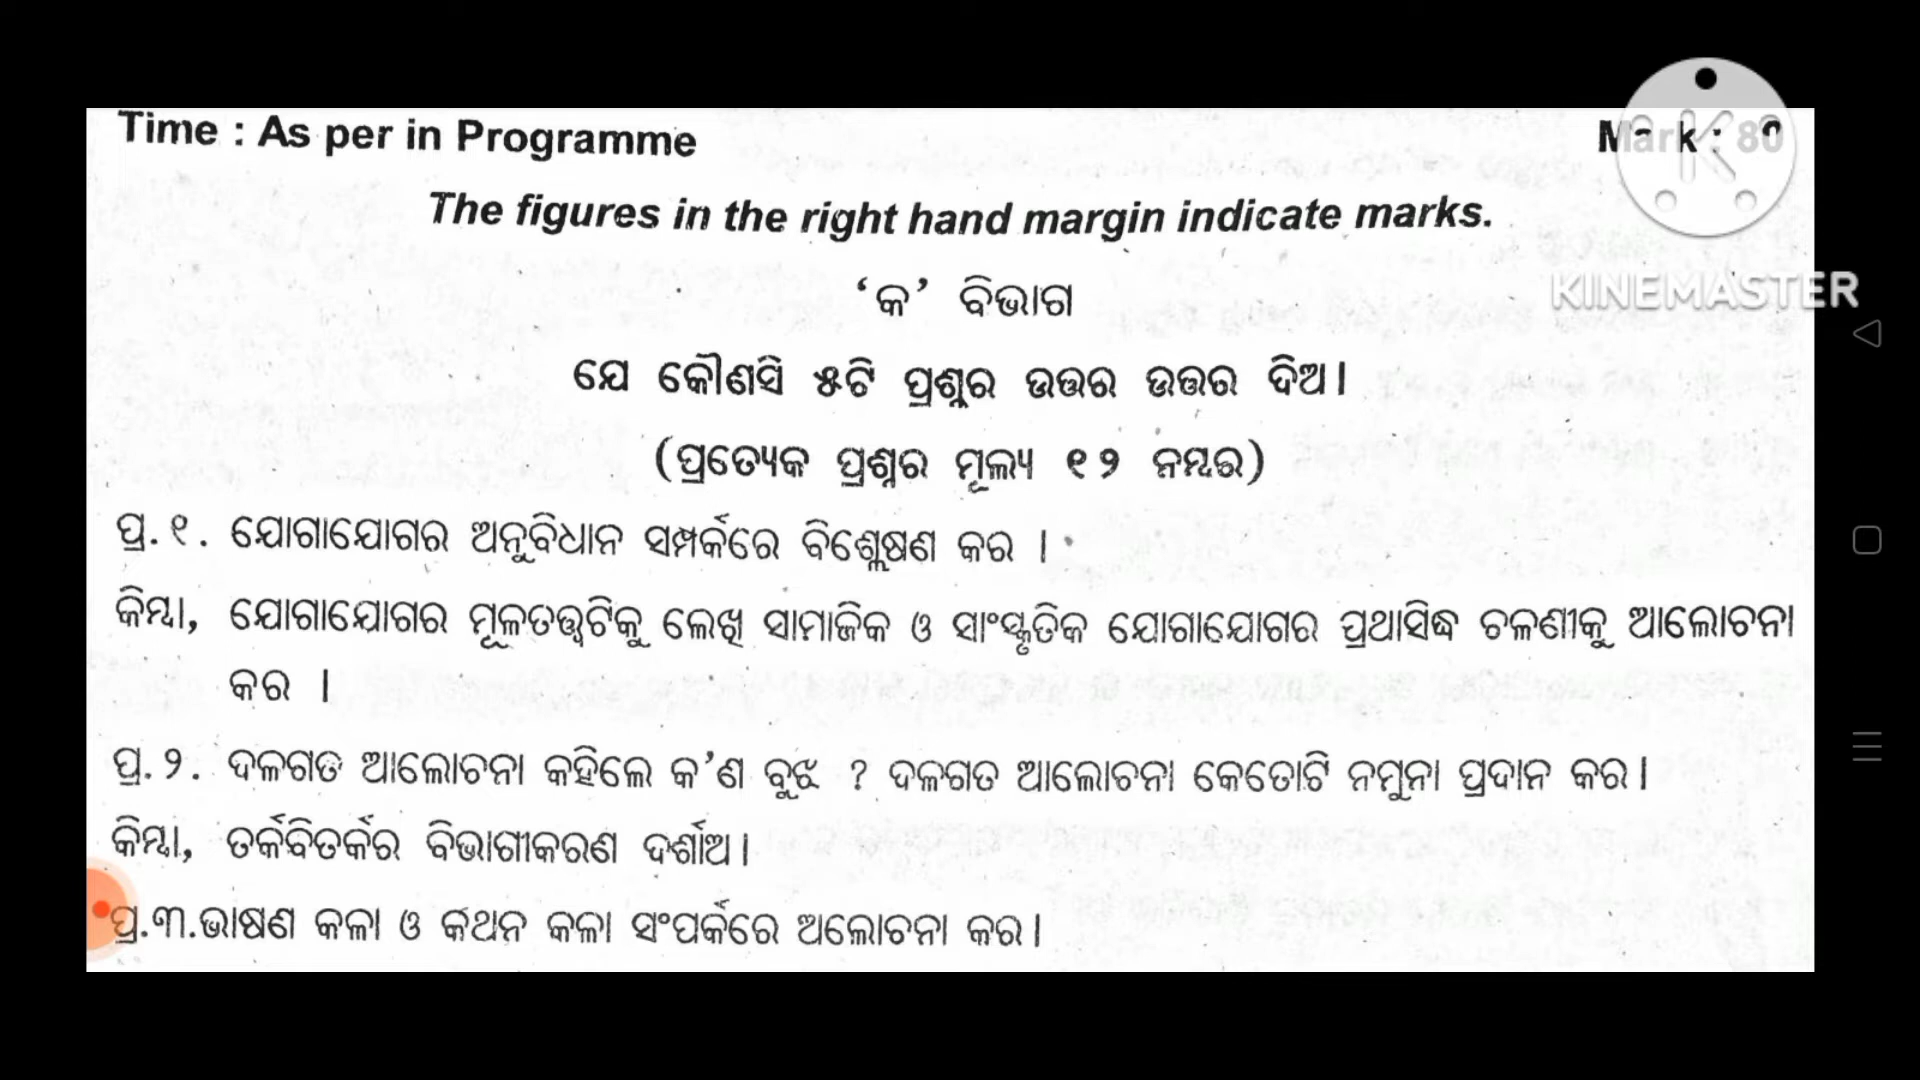 Time : As per in Programme
Mark : 80
The figures in the right hand margin indicate marks.
KINEMASTER
‘କ’ ବିଭାଗ
ଯେ କୌଣସି ୫ଟି ପ୍ରଶ୍ନର ଉତ୍ତର ଉତ୍ତର ଦିଅ।
(ପ୍ରତ୍ୟେକ ପ୍ରଶ୍ନର ମୂଲ୍ୟ ୧୨ ନମ୍ବର)
ପ୍ର.୧. ଯୋଗାଯୋଗର ଅନୁବିଧାନ ସମ୍ପର୍କରେ ବିଶ୍ଲେଷଣ କର ।
କିମ୍ବା, ଯୋଗାଯୋଗର ମୂଳତତ୍ତ୍ୱଟିକୁ ଲେଖି ସାମାଜିକ ଓ ସାଂସ୍କୃତିକ ଯୋଗାଯୋଗର ପ୍ରଥାସିଦ୍ଧ ଚଳଣୀକୁ ଆଲୋଚନା
କର ।
ପ୍ର.୨. ଦଳଗତ ଆଲୋଚନା କହିଲେ କ’ଣ ବୁଝ ? ଦଳଗତ ଆଲୋଚନା କେତୋଟି ନମୁନା ପ୍ରଦାନ କର।
କିମ୍ବା, ତର୍କବିତର୍କର ବିଭାଗୀକରଣ ଦର୍ଶାଅ।
ପ୍ର.୩.ଭାଷଣ କଳା ଓ କଥନ କଳା ସଂପର୍କରେ ଅଲୋଚନା କର।